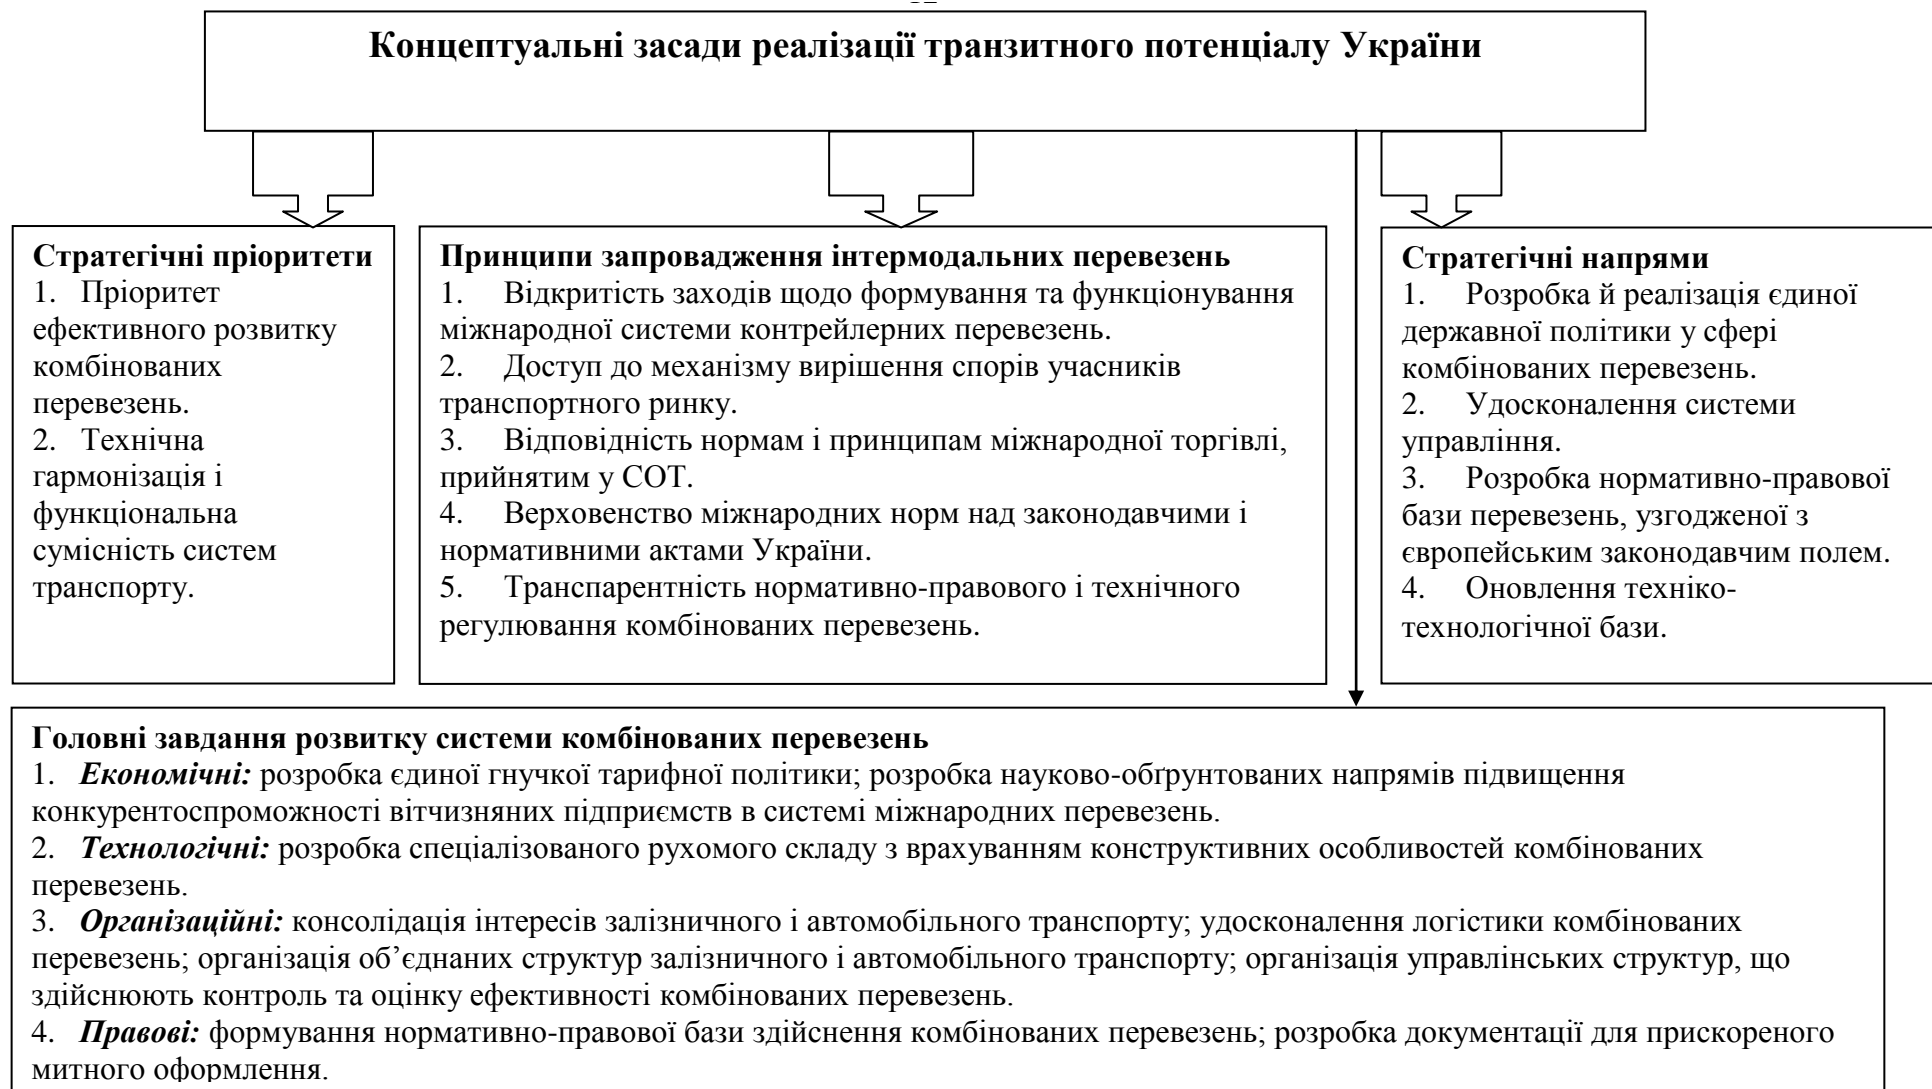 Концептуальні засади реалізації транзитного потенціалу України
Стратегічні пріоритети
1. Пріоритет
ефективного розвитку
комбінованих
перевезень.
2. Технічна
гармонізація і
функціональна
сумісність систем
транспорту.
Принципи запровадження інтермодальних перевезень
1. Відкритість заходів щодо формування та функціонування
міжнародної системи контрейлерних перевезень.
2. Доступ до механізму вирішення спорів учасників
транспортного ринку.
3. Відповідність нормам і принципам міжнародної торгівлі,
прийнятим у СОТ.
4. Верховенство міжнародних норм над законодавчими і
нормативними актами України.
5. Транспарентність нормативно-правового і технічного
регулювання комбінованих перевезень.
Стратегічні напрями
1. Розробка й реалізація єдиної
державної політики у сфері
комбінованих перевезень.
2. Удосконалення системи
управління.
3. Розробка нормативно-правової
бази перевезень, узгодженої з
європейським законодавчим полем.
4. Оновлення техніко-
технологічної бази.
Головні завдання розвитку системи комбінованих перевезень
1. Економічні: розробка єдиної гнучкої тарифної політики; розробка науково-обґрунтованих напрямів підвищення
конкурентоспроможності вітчизняних підприємств в системі міжнародних перевезень.
2. Технологічні: розробка спеціалізованого рухомого складу з врахуванням конструктивних особливостей комбінованих
перевезень.
3. Організаційні: консолідація інтересів залізничного і автомобільного транспорту; удосконалення логістики комбінованих
перевезень; організація об’єднаних структур залізничного і автомобільного транспорту; організація управлінських структур, що
здійснюють контроль та оцінку ефективності комбінованих перевезень.
4. Правові: формування нормативно-правової бази здійснення комбінованих перевезень; розробка документації для прискореного
митного оформлення.